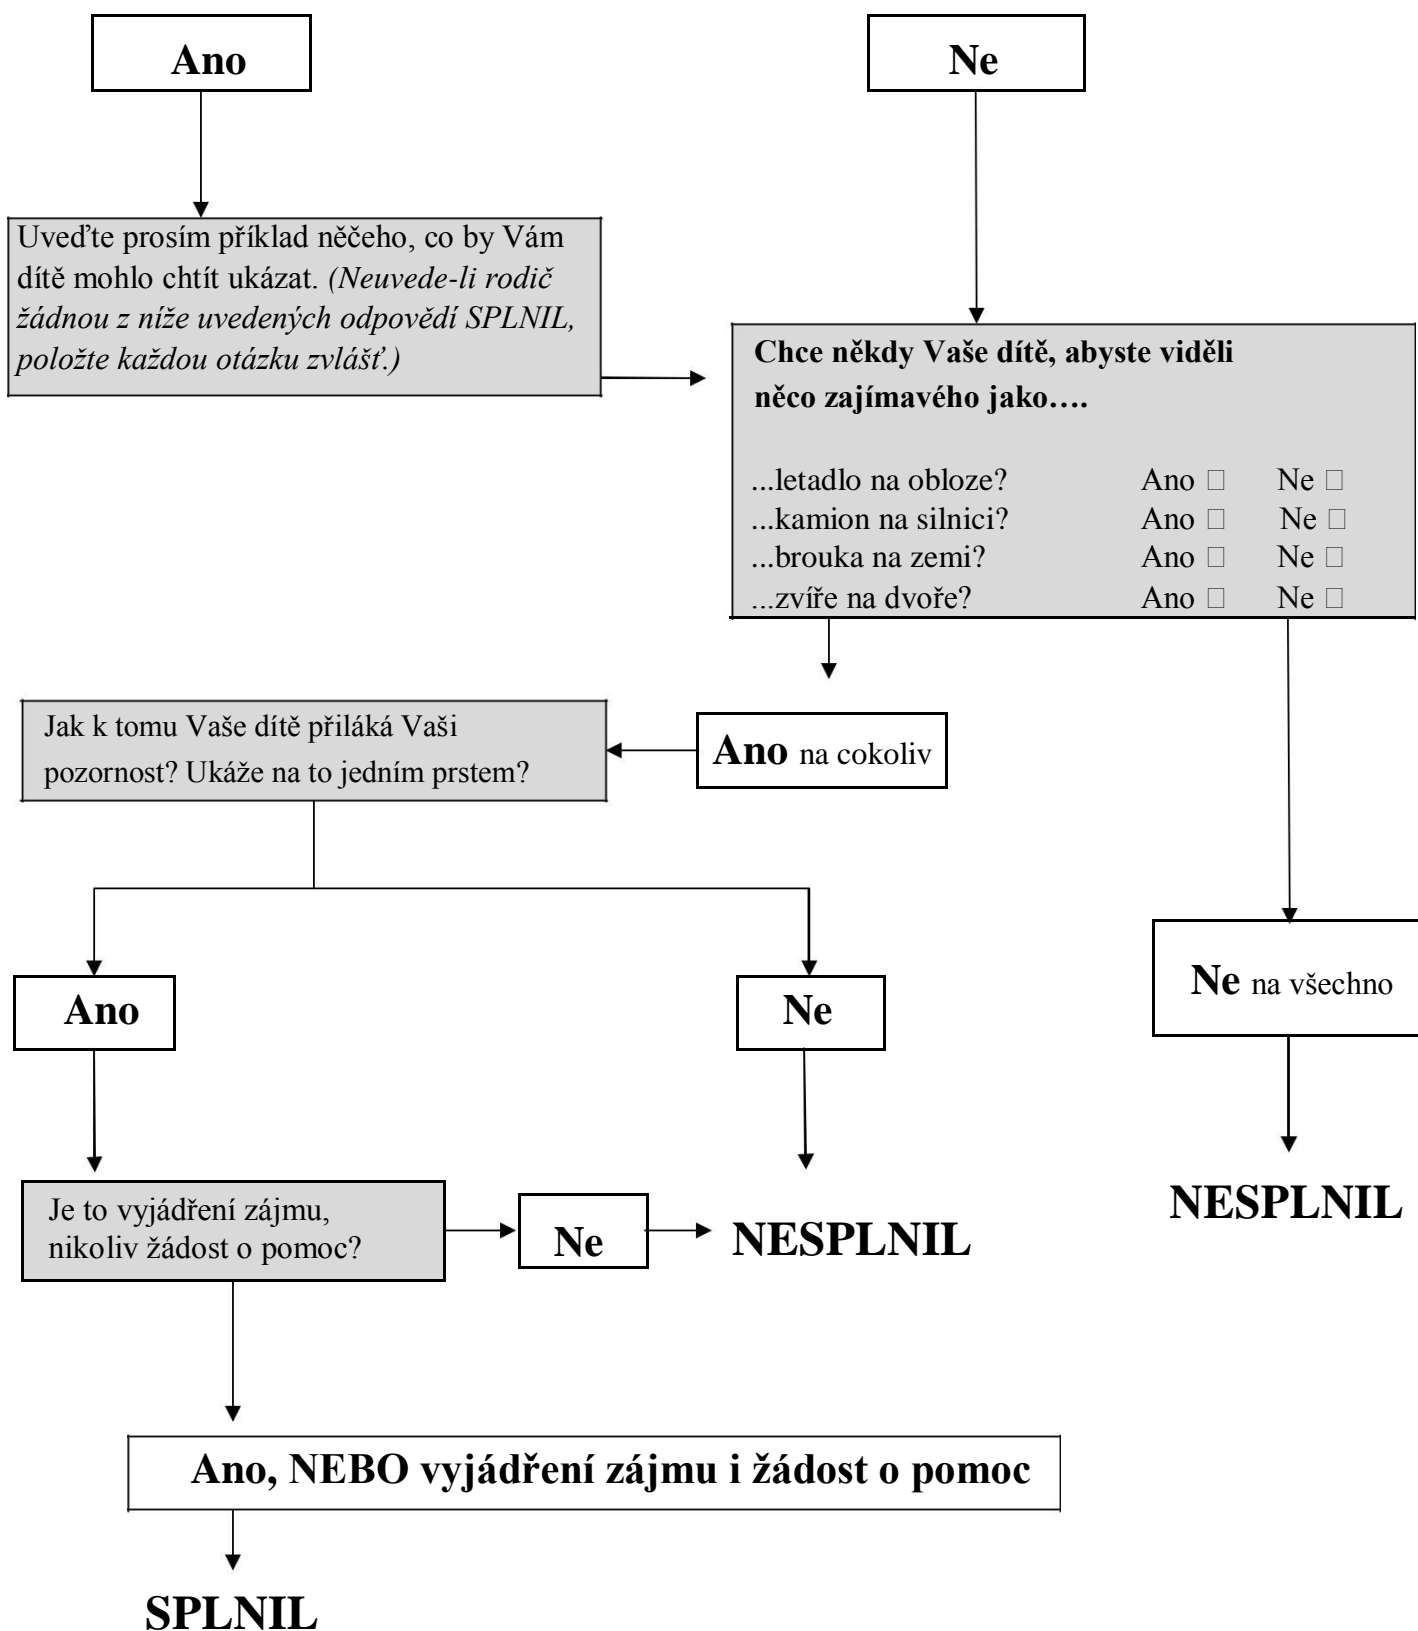 Ano
Ne
Uveďte prosím příklad něčeho, co by Vám
dítě mohlo chtít ukázat. (Neuvede-li rodič
žádnou z níže uvedených odpovědí SPLNIL,
položte každou otázku zvlášť.)
Chce někdy Vaše dítě, abyste viděli
něco zajímavého jako….
...letadlo na obloze? Ano □ Ne □
...kamion na silnici? Ano □ Ne □
...brouka na zemi? Ano □ Ne □
...zvíře na dvoře? Ano □ Ne □
Jak k tomu Vaše dítě přiláká Vaši
pozornost? Ukáže na to jedním prstem?
Ano na cokoliv
Ano
Ne
Ne na všechno
Je to vyjádření zájmu,
nikoliv žádost o pomoc?
Ne
NESPLNIL
NESPLNIL
Ano, NEBO vyjádření zájmu i žádost o pomoc
SPLNIL